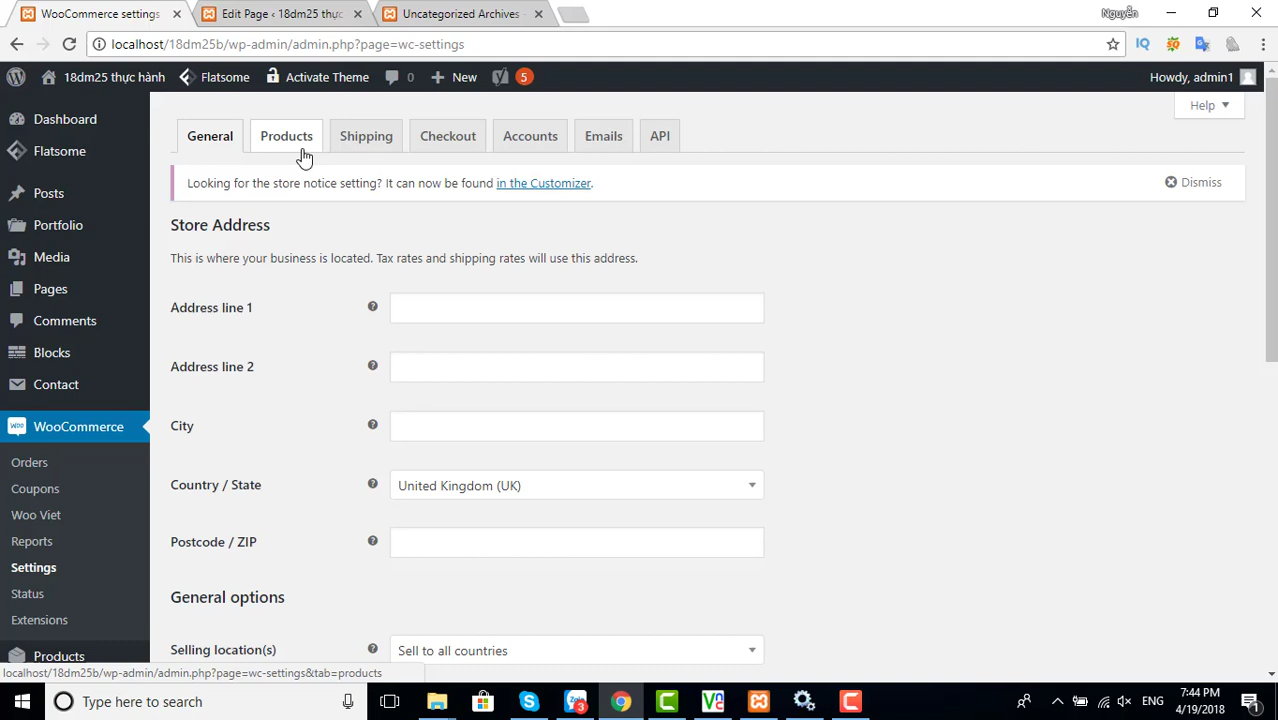 WooCommerce settings
Edit Page ‹ 18dm25 thực
Uncategorized Archives -
Nguyễn
localhost/18dm25b/wp-admin/admin.php?page=wc-settings
18dm25 thực hành
Flatsome
Activate Theme
0
New
5
Howdy, admin1
Help
Dashboard
Flatsome
Posts
Portfolio
Media
Pages
Comments
Blocks
Contact
WooCommerce
Orders
Coupons
Woo Viet
Reports
Settings
Status
Extensions
Products
General
Products
Shipping
Checkout
Accounts
Emails
API
Looking for the store notice setting? It can now be found in the Customizer.
Dismiss
Store Address
This is where your business is located. Tax rates and shipping rates will use this address.
Address line 1
Address line 2
City
Country / State
United Kingdom (UK)
Postcode / ZIP
General options
Selling location(s)
Sell to all countries
localhost/18dm25b/wp-admin/admin.php?page=wc-settings&tab=products
Type here to search
ENG
7:44 PM
4/19/2018